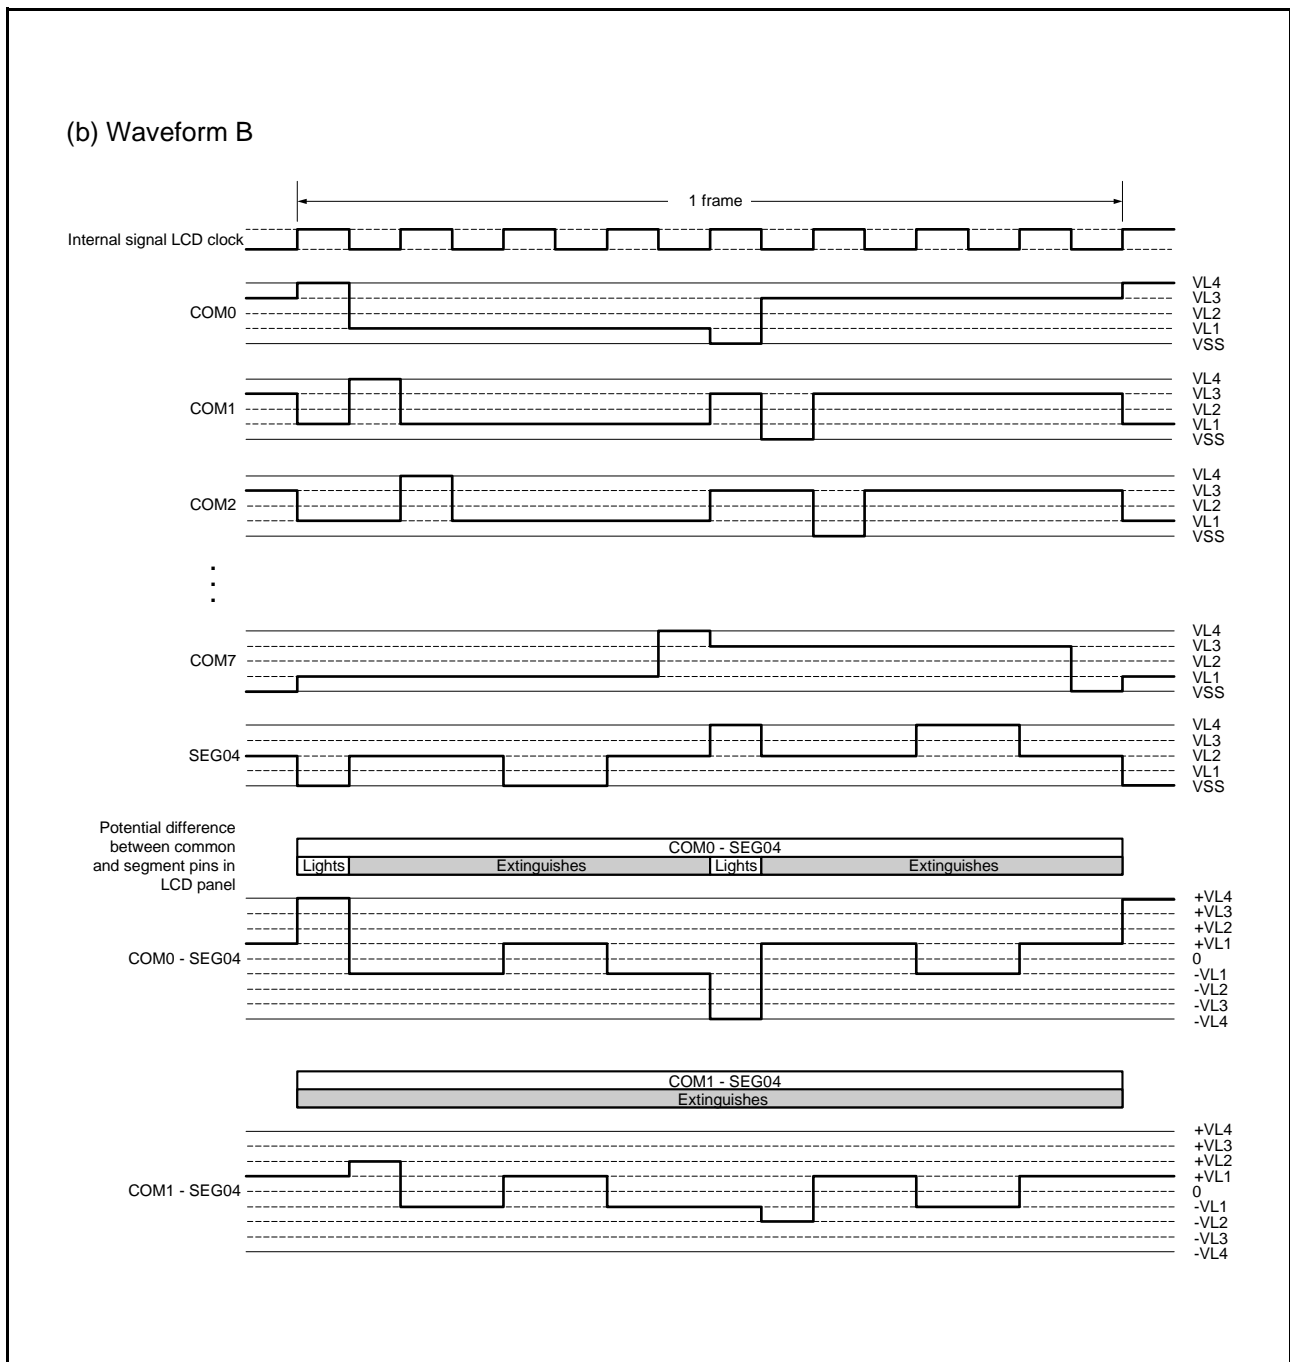 (b) Waveform B
1 frame
Internal signal LCD clock
COM0
VL4
VL3
VL2
VL1
VSS
COM1
VL4
VL3
VL2
VL1
VSS
COM2
VL4
VL3
VL2
VL1
VSS
COM7
VL4
VL3
VL2
VL1
VSS
SEG04
VL4
VL3
VL2
VL1
VSS
Potential difference
between common
and segment pins in
LCD panel
COM0 - SEG04
Lights
Extinguishes
Lights
Extinguishes
COM0 - SEG04
+VL4
+VL3
+VL2
+VL1
0
-VL1
-VL2
-VL3
-VL4
COM1 - SEG04
Extinguishes
COM1 - SEG04
+VL4
+VL3
+VL2
+VL1
0
-VL1
-VL2
-VL3
-VL4